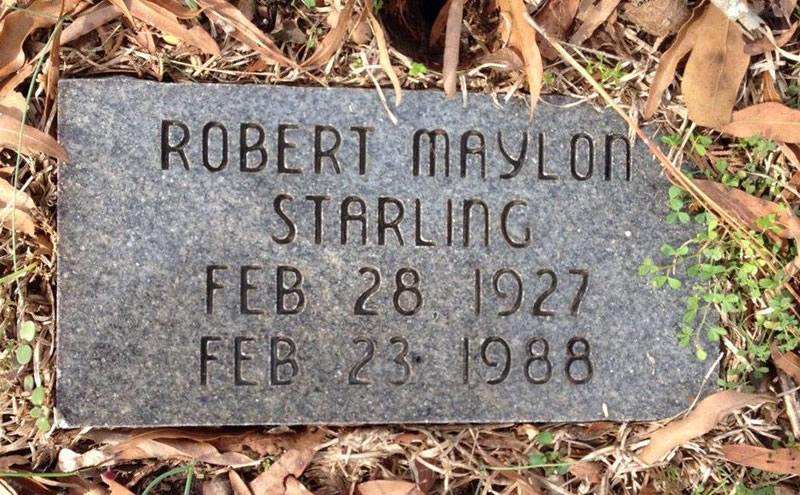 ROBERT MAYLON
STARLING
FEB 28, 1927
FEB 23 1988